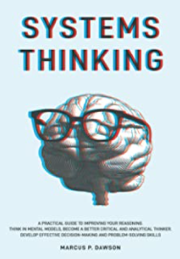 SYSTEMS
THINKING
A PRACTICAL GUIDE TO IMPROVING YOUR REASONING
THINK IN MENTAL MODELS, BECOME A BETTER CRITICAL AND ANALYTICAL THINKER.
DEVELOP EFFECTIVE DECISION-MAKING AND PROBLEM-SOLVING SKILLS
MARCUS P. DAWSON